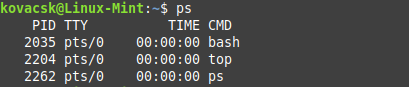 kovacsk@Linux-Mint:~$ ps
    PID TTY          TIME CMD
   2035 pts/0    00:00:00 bash
   2204 pts/0    00:00:00 top
   2262 pts/0    00:00:00 ps